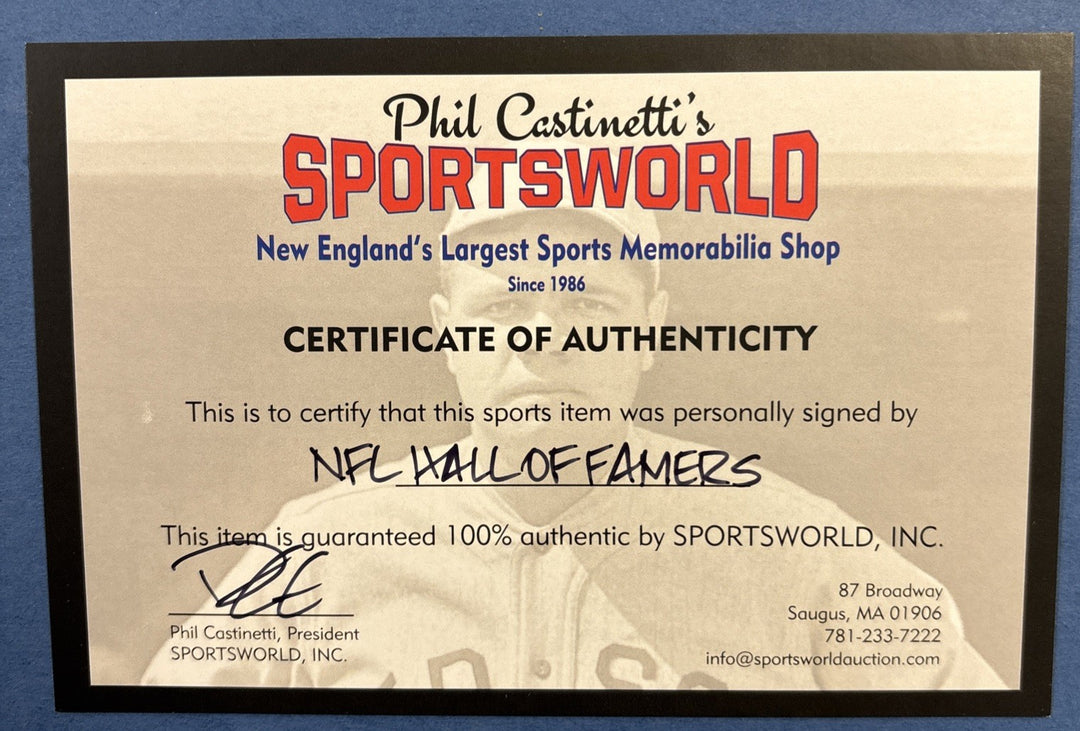 Phil Castinetti's
SPORTSWORLD
New England's Largest Sports Memorabilia Shop
Since 1986
CERTIFICATE OF AUTHENTICITY
This is to certify that this sports item was personally signed by
NFL HALL OF FAMERS
This item is guaranteed 100% authentic by SPORTSWORLD, INC.
Phil Castinetti, President
SPORTSWORLD, INC.
87 Broadway
Saugus, MA 01906
781-233-7222
info@sportsworldauction.com